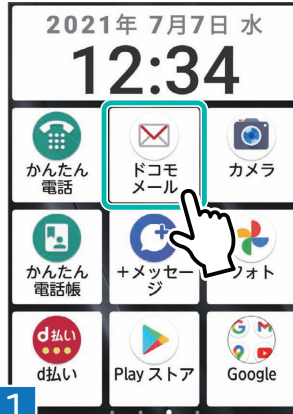 2021年 7月7日 水
12:34
かんたん
電話
ドコモ
メール
カメラ
かんたん
電話帳
+メッセー
ジ
フォト
d払い
d払い
Play ストア
Google
1